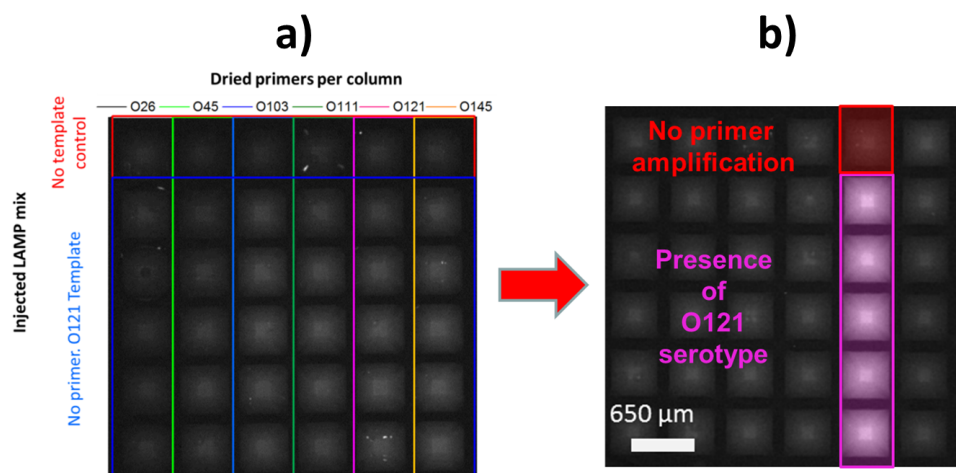 a)
Dried primers per column
O26
O45
O103
O111
O121
O145
Injected LAMP mix
No template
control
No primer. O121 Template
b)
No primer
amplification
Presence
of
O121
serotype
650 µm